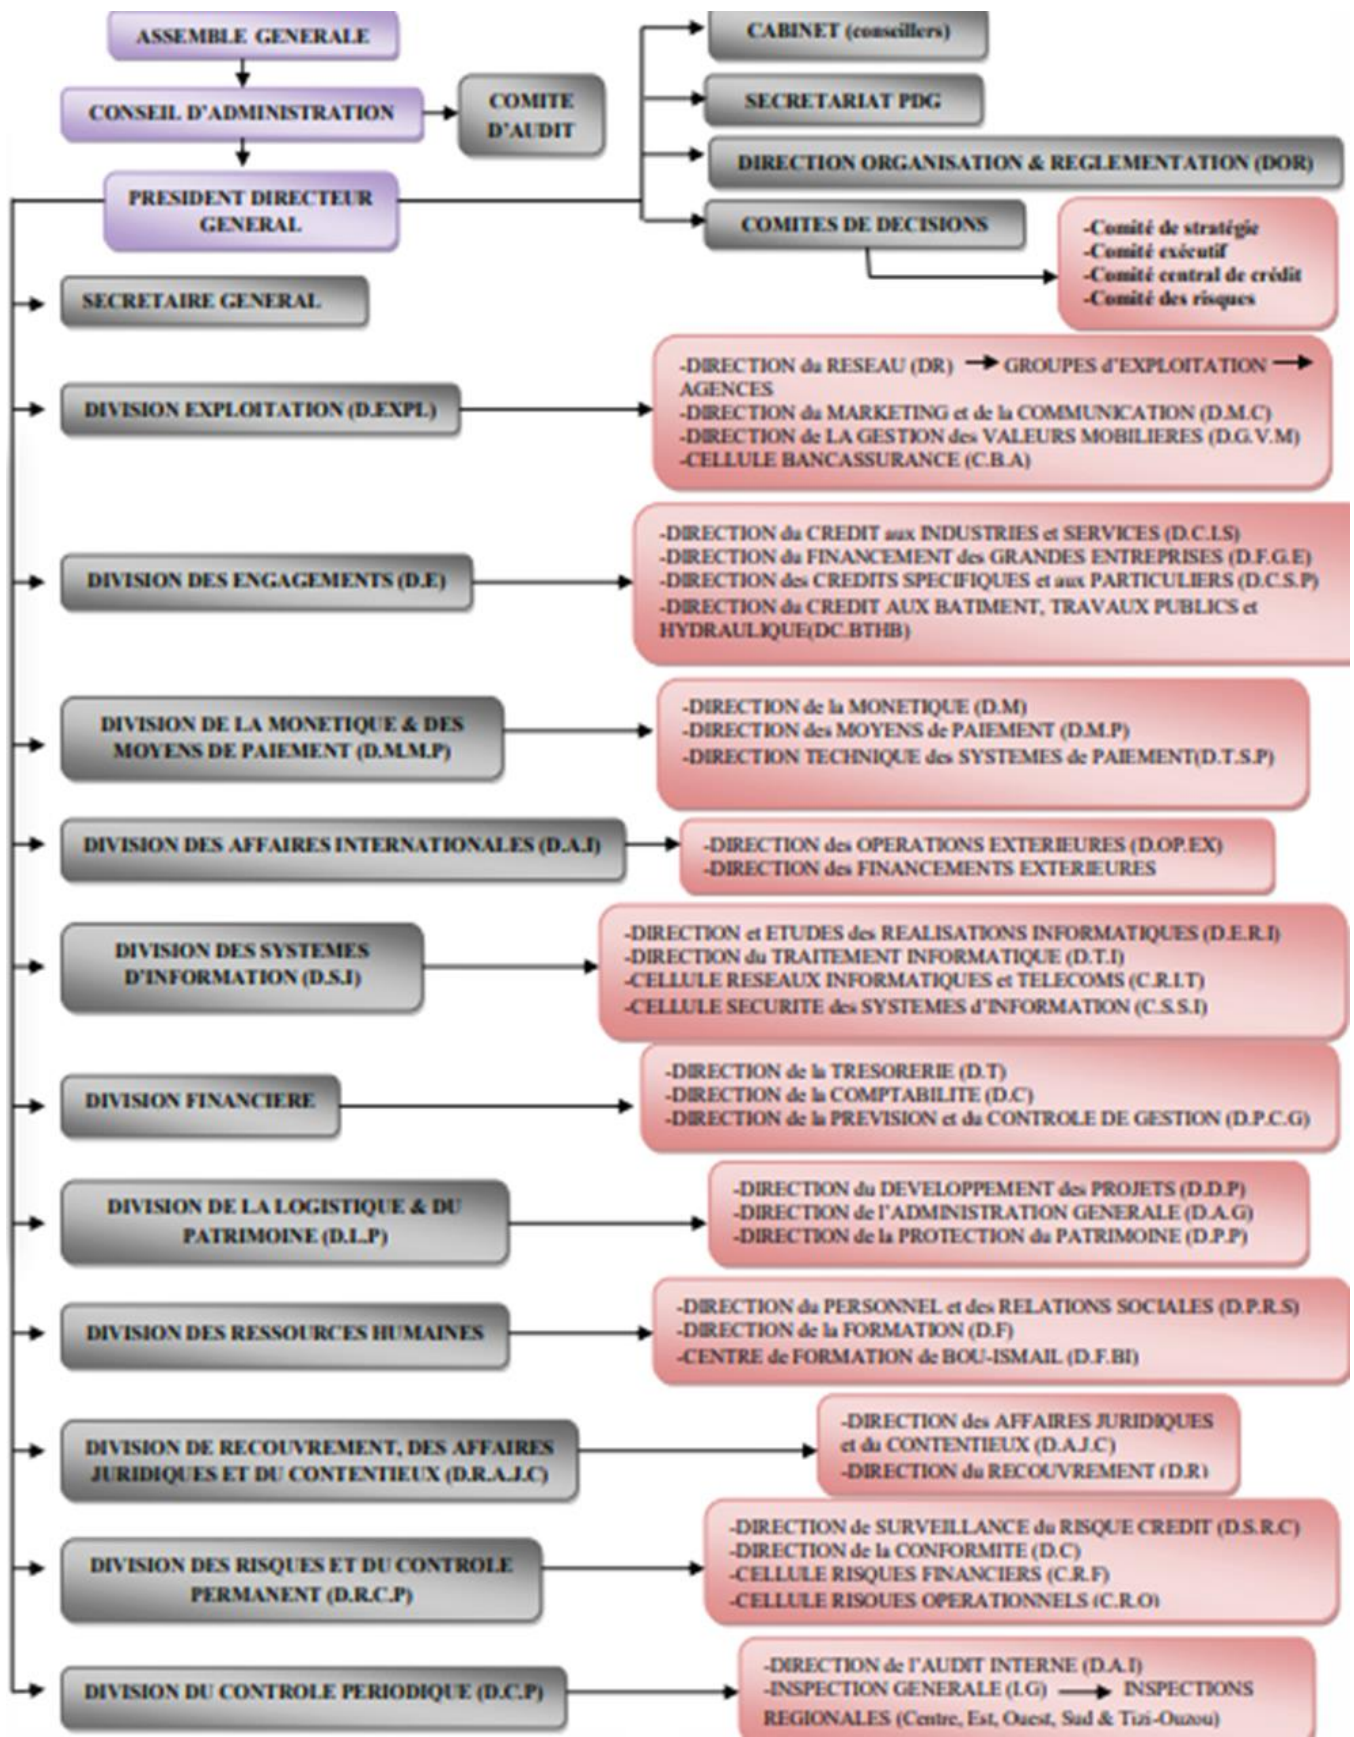 ASSEMBLE GENERALE
CONSEIL D'ADMINISTRATION
COMITE
D'AUDIT
PRESIDENT DIRECTEUR
GENERAL
CABINET (conseillers)
SECRETARIAT PDG
DIRECTION ORGANISATION & REGLEMENTATION (DOR)
COMITES DE DECISIONS
-Comité de stratégie
-Comité exécutif
-Comité central de crédit
-Comité des risques
SECRETAIRE GENERAL
DIVISION EXPLOITATION (D.EXPL)
-DIRECTION du RESEAU (DR) → GROUPES d'EXPLOITATION →
AGENCES
-DIRECTION du MARKETING et de la COMMUNICATION (D.M.C)
-DIRECTION de LA GESTION des VALEURS MOBILIERES (D.G.V.M)
-CELLULE BANCASSURANCE (C.B.A)
DIVISION DES ENGAGEMENTS (D.E)
-DIRECTION du CREDIT aux INDUSTRIES et SERVICES (D.C.I.S)
-DIRECTION du FINANCEMENT des GRANDES ENTREPRISES (D.F.G.E)
-DIRECTION des CREDITS SPECIFIQUES et aux PARTICULIERS (D.C.S.P)
-DIRECTION du CREDIT AUX BATIMENT, TRAVAUX PUBLICS et
HYDRAULIQUE(DC.BTHB)
DIVISION DE LA MONETIQUE & DES
MOYENS DE PAIEMENT (D.M.M.P)
-DIRECTION de la MONETIQUE (D.M)
-DIRECTION des MOYENS de PAIEMENT (D.M.P)
-DIRECTION TECHNIQUE des SYSTEMES de PAIEMENT(D.T.S.P)
DIVISION DES AFFAIRES INTERNATIONALES (D.A.I)
-DIRECTION des OPERATIONS EXTERIEURES (D.OP.EX)
-DIRECTION des FINANCEMENTS EXTERIEURES
DIVISION DES SYSTEMES
D'INFORMATION (D.S.I)
-DIRECTION et ETUDES des REALISATIONS INFORMATIQUES (D.E.R.I)
-DIRECTION du TRAITEMENT INFORMATIQUE (D.T.I)
-CELLULE RESEAUX INFORMATIQUES et TELECOMS (C.R.I.T)
-CELLULE SECURITE des SYSTEMES d'INFORMATION (C.S.S.I)
DIVISION FINANCIERE
-DIRECTION de la TRESORERIE (D.T)
-DIRECTION de la COMPTABILITE (D.C)
-DIRECTION de la PREVISION et du CONTROLE DE GESTION (D.P.C.G)
DIVISION DE LA LOGISTIQUE & DU
PATRIMOINE (D.L.P)
-DIRECTION du DEVELOPPEMENT des PROJETS (D.D.P)
-DIRECTION de l'ADMINISTRATION GENERALE (D.A.G)
-DIRECTION de la PROTECTION du PATRIMOINE (D.P.P)
DIVISION DES RESSOURCES HUMAINES
-DIRECTION du PERSONNEL et des RELATIONS SOCIALES (D.P.R.S)
-DIRECTION de la FORMATION (D.F)
-CENTRE de FORMATION de BOU-ISMAIL (D.F.BI)
DIVISION DE RECOUVREMENT, DES AFFAIRES
JURIDIQUES ET DU CONTENTIEUX (D.R.A.J.C)
-DIRECTION des AFFAIRES JURIDIQUES
et du CONTENTIEUX (D.A.J.C)
-DIRECTION du RECOUVREMENT (D.R)
DIVISION DES RISQUES ET DU CONTROLE
PERMANENT (D.R.C.P)
-DIRECTION de SURVEILLANCE du RISQUE CREDIT (D.S.R.C)
-DIRECTION de la CONFORMITE (D.C)
-CELLULE RISQUES FINANCIERS (C.R.F)
-CELLULE RISQUES OPERATIONNELS (C.R.O)
DIVISION DU CONTROLE PERIODIQUE (D.C.P)
-DIRECTION de l'AUDIT INTERNE (D.A.I)
-INSPECTION GENERALE (I.G) → INSPECTIONS
REGIONALES (Centre, Est, Ouest, Sud & Tizi-Ouzou)